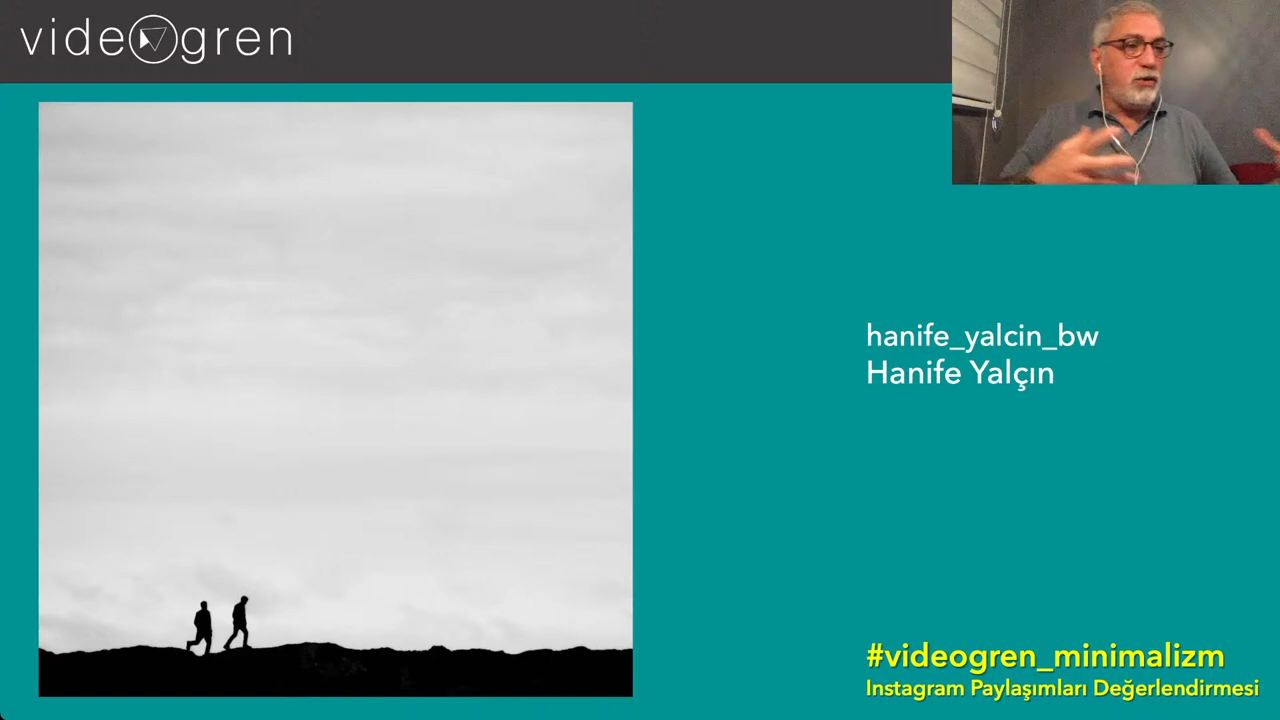 videogren
hanife_yalcin_bw
Hanife Yalçın
#videogren_minimalizm
Instagram Paylaşımları Değerlendirmesi